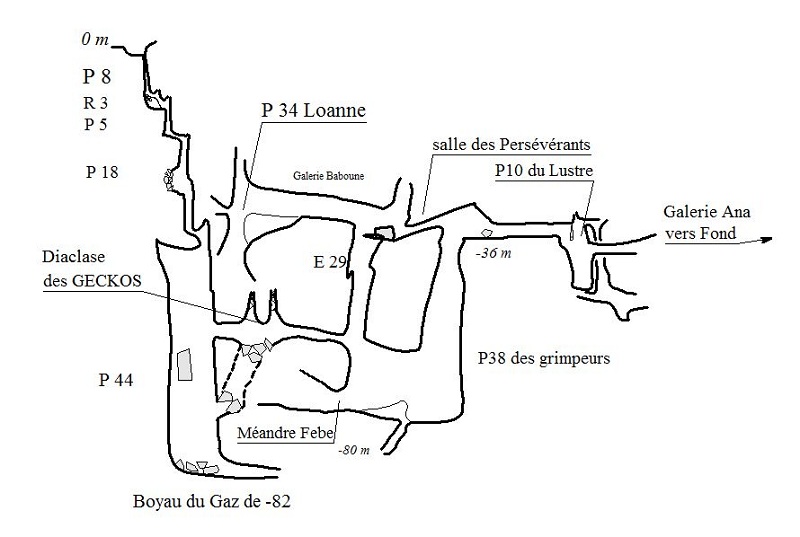 0 m
P 8
R 3
P 5
P 18
P 34 Loanne
Galerie Baboune
salle des Persévérants
P10 du Lustre
Galerie Ana
vers Fond
Diaclase
des GECKOS
E 29
-36 m
P 44
P38 des grimpeurs
Méandre Febe
-80 m
Boyau du Gaz de -82